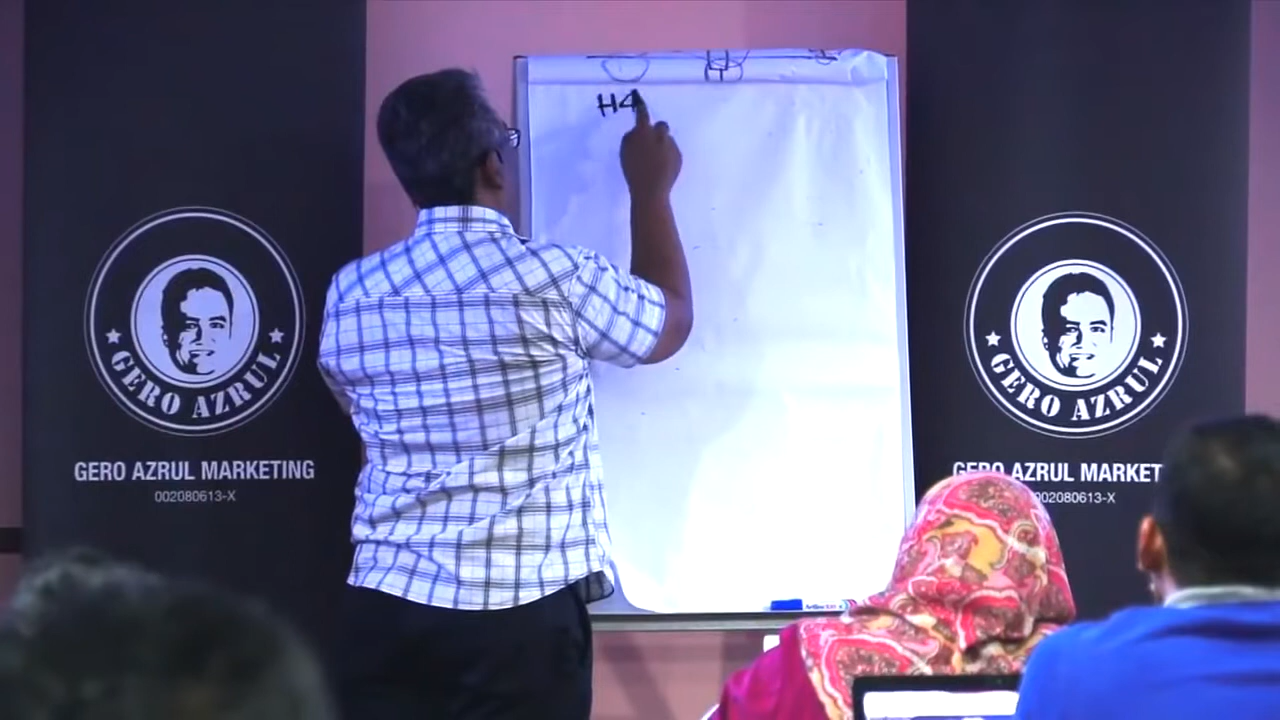 H4
GERO AZRUL
GERO AZRUL MARKETING
002080613-X
GERO AZRUL
GERO AZRUL MARKET
002080613-X